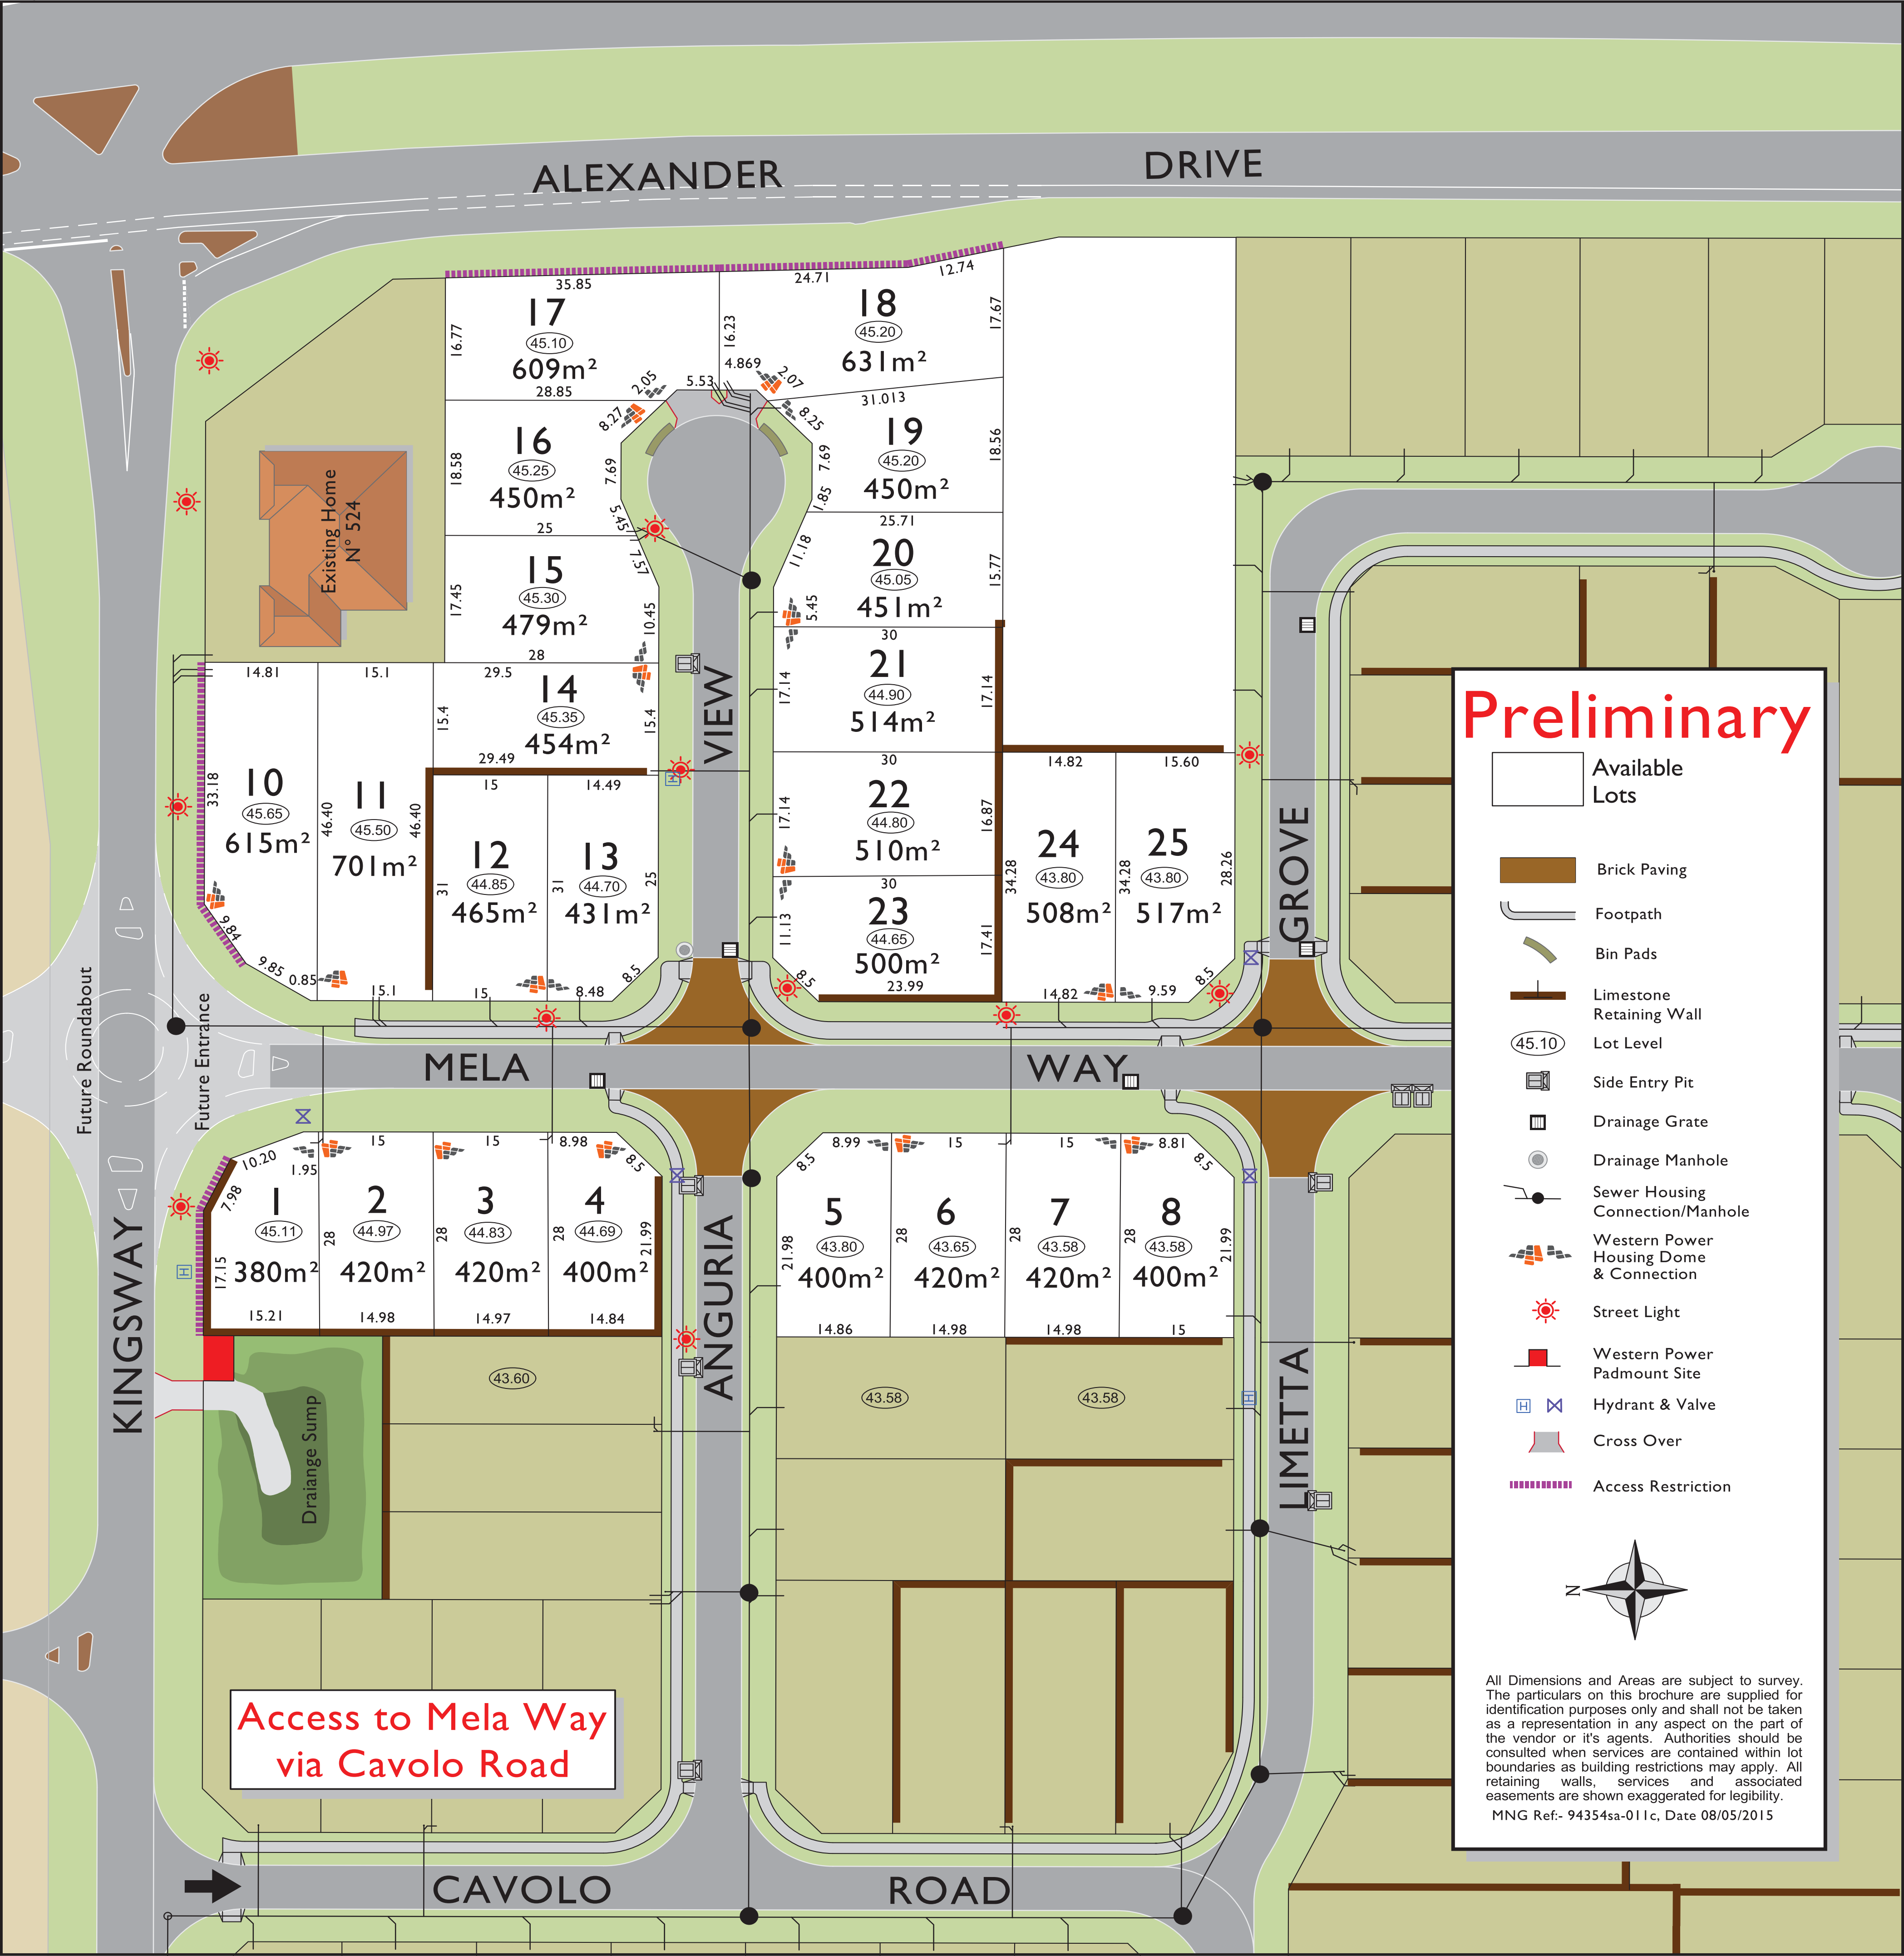 ALEXANDER DRIVE
35.85
24.71
12.74
17
45.10
609m²
16.77
28.85
16.23
18
45.20
631m²
17.67
4.869
5.53
2.05
2.07
8.27
8.25
31.013
16
45.25
450m²
18.58
7.69
5.45
25
19
45.20
450m²
18.56
7.69
1.85
25.71
15
45.30
479m²
17.45
7.57
10.45
28
20
45.05
451m²
11.18
15.77
5.45
30
Existing Home
N° 524
14.81
15.1
29.5
14
45.35
454m²
15.4
15.4
29.49
VIEW
21
44.90
514m²
17.14
17.14
30
10
45.65
615m²
33.18
9.84
9.85
0.85
11
45.50
701m²
46.40
46.40
15.1
15
14.49
12
44.85
465m²
31
15
13
44.70
431m²
31
25
8.48
8.5
22
44.80
510m²
17.14
16.87
30
23
44.65
500m²
11.13
17.41
8.5
23.99
14.82
15.60
24
43.80
508m²
34.28
14.82
25
43.80
517m²
34.28
28.26
9.59
8.5
GROVE
Future Roundabout
Future Entrance
MELA WAY
KINGSWAY
10.20
1.95
7.98
1
45.11
380m²
17.15
15.21
15
2
44.97
420m²
28
14.98
15
3
44.83
420m²
28
14.97
8.98
8.5
4
44.69
400m²
28
21.99
14.84
ANGURIA
8.5
8.99
5
43.80
400m²
21.98
14.86
15
6
43.65
420m²
28
14.98
15
7
43.58
420m²
28
14.98
8.81
8.5
8
43.58
400m²
28
21.99
15
LIMETTA
43.60
43.58
43.58
Draiange Sump
Access to Mela Way
via Cavolo Road
CAVOLO ROAD
Preliminary
Available
Lots
Brick Paving
Footpath
Bin Pads
Limestone
Retaining Wall
45.10
Lot Level
Side Entry Pit
Drainage Grate
Drainage Manhole
Sewer Housing
Connection/Manhole
Western Power
Housing Dome
& Connection
Street Light
Western Power
Padmount Site
H
Hydrant & Valve
Cross Over
Access Restriction
N
All Dimensions and Areas are subject to survey.
The particulars on this brochure are supplied for
identification purposes only and shall not be taken
as a representation in any aspect on the part of
the vendor or it's agents. Authorities should be
consulted when services are contained within lot
boundaries as building restrictions may apply. All
retaining walls, services and associated
easements are shown exaggerated for legibility.
MNG Ref:- 94354sa-011c, Date 08/05/2015